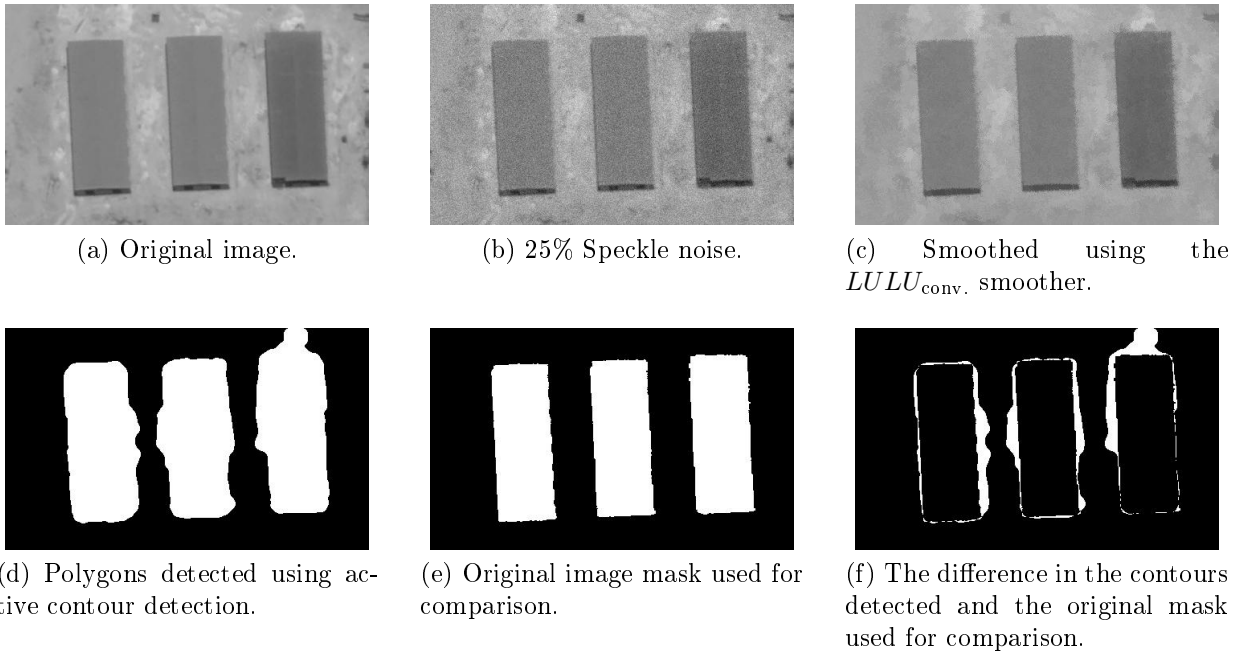 (a) Original image.
(b) 25% Speckle noise.
(c) Smoothed using the
LULUconv. smoother.
(d) Polygons detected using ac-
tive contour detection.
(e) Original image mask used for
comparison.
(f) The difference in the contours
detected and the original mask
used for comparison.